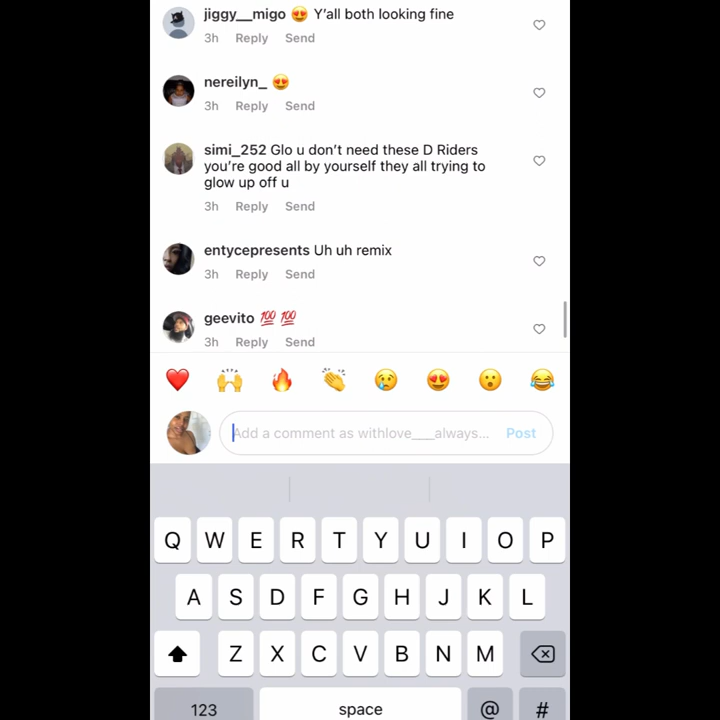 jiggy__migo 😍 Y'all both looking fine
3h Reply Send
nereilyn_ 😍
3h Reply Send
simi_252 Glo u don't need these D Riders
you're good all by yourself they all trying to
glow up off u
3h Reply Send
entycepresents Uh uh remix
3h Reply Send
geevito 💯 💯
3h Reply Send
❤️ 🙌 🔥 👏 😢 😍 😮 😂
Add a comment as withlove___always... Post
Q W E R T Y U I O P
A S D F G H J K L
Z X C V B N M
123 space @ #